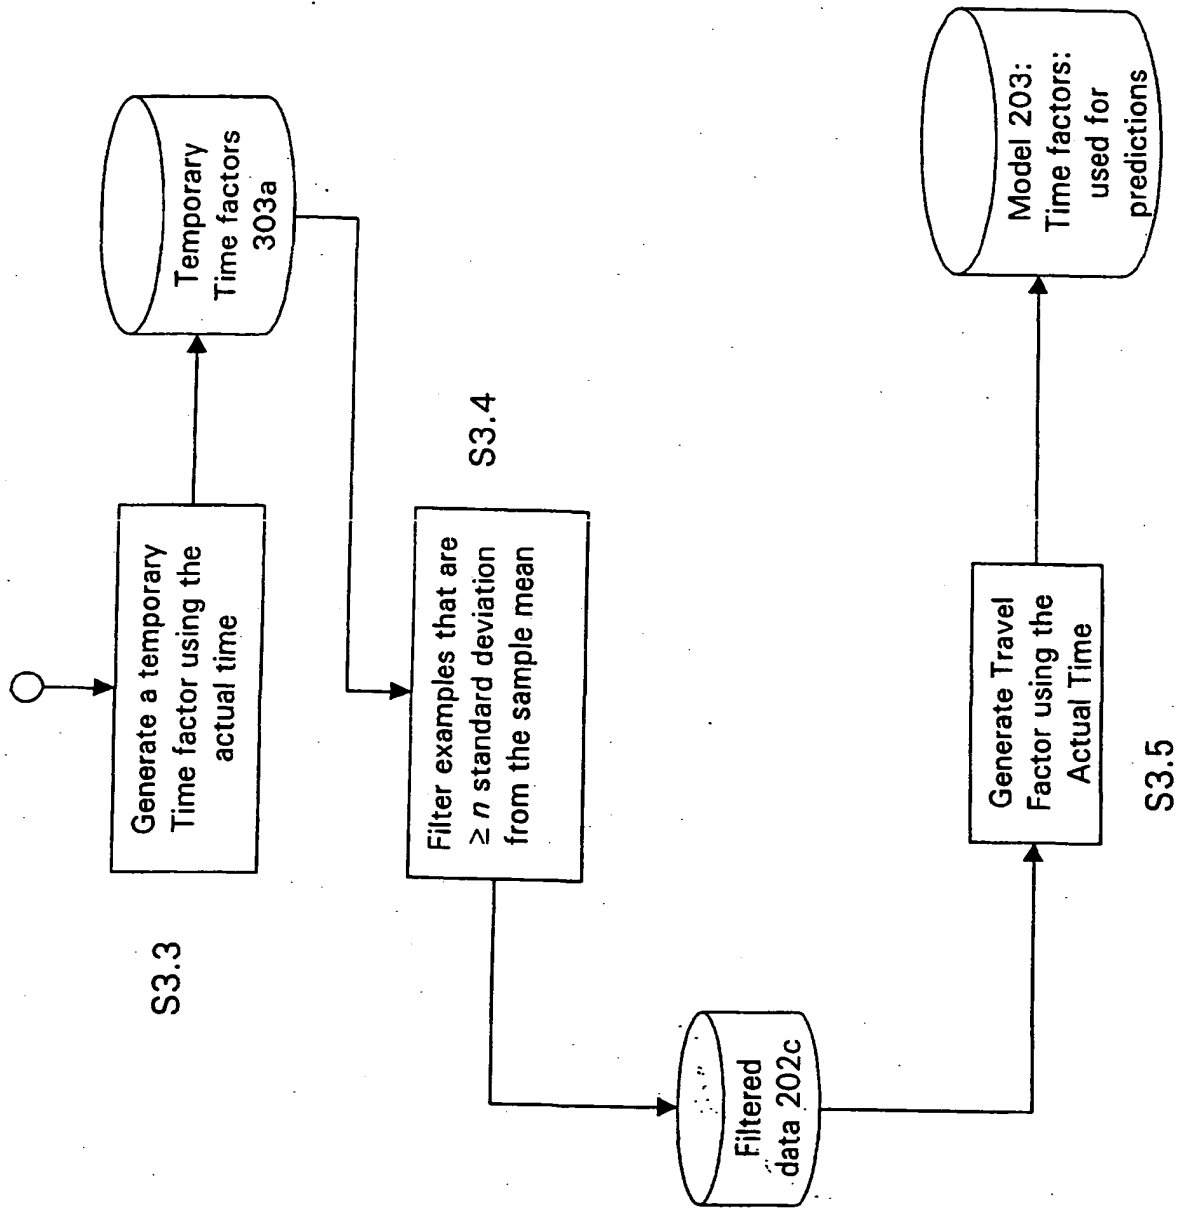 S3.3
Generate a temporary
Time factor using the
actual time
Temporary
Time factors
303a
Filter examples that are
≥ n standard deviation
from the sample mean
S3.4
Filtered
data 202c
Generate Travel
Factor using the
Actual Time
S3.5
Model 203:
Time factors:
used for
predictions